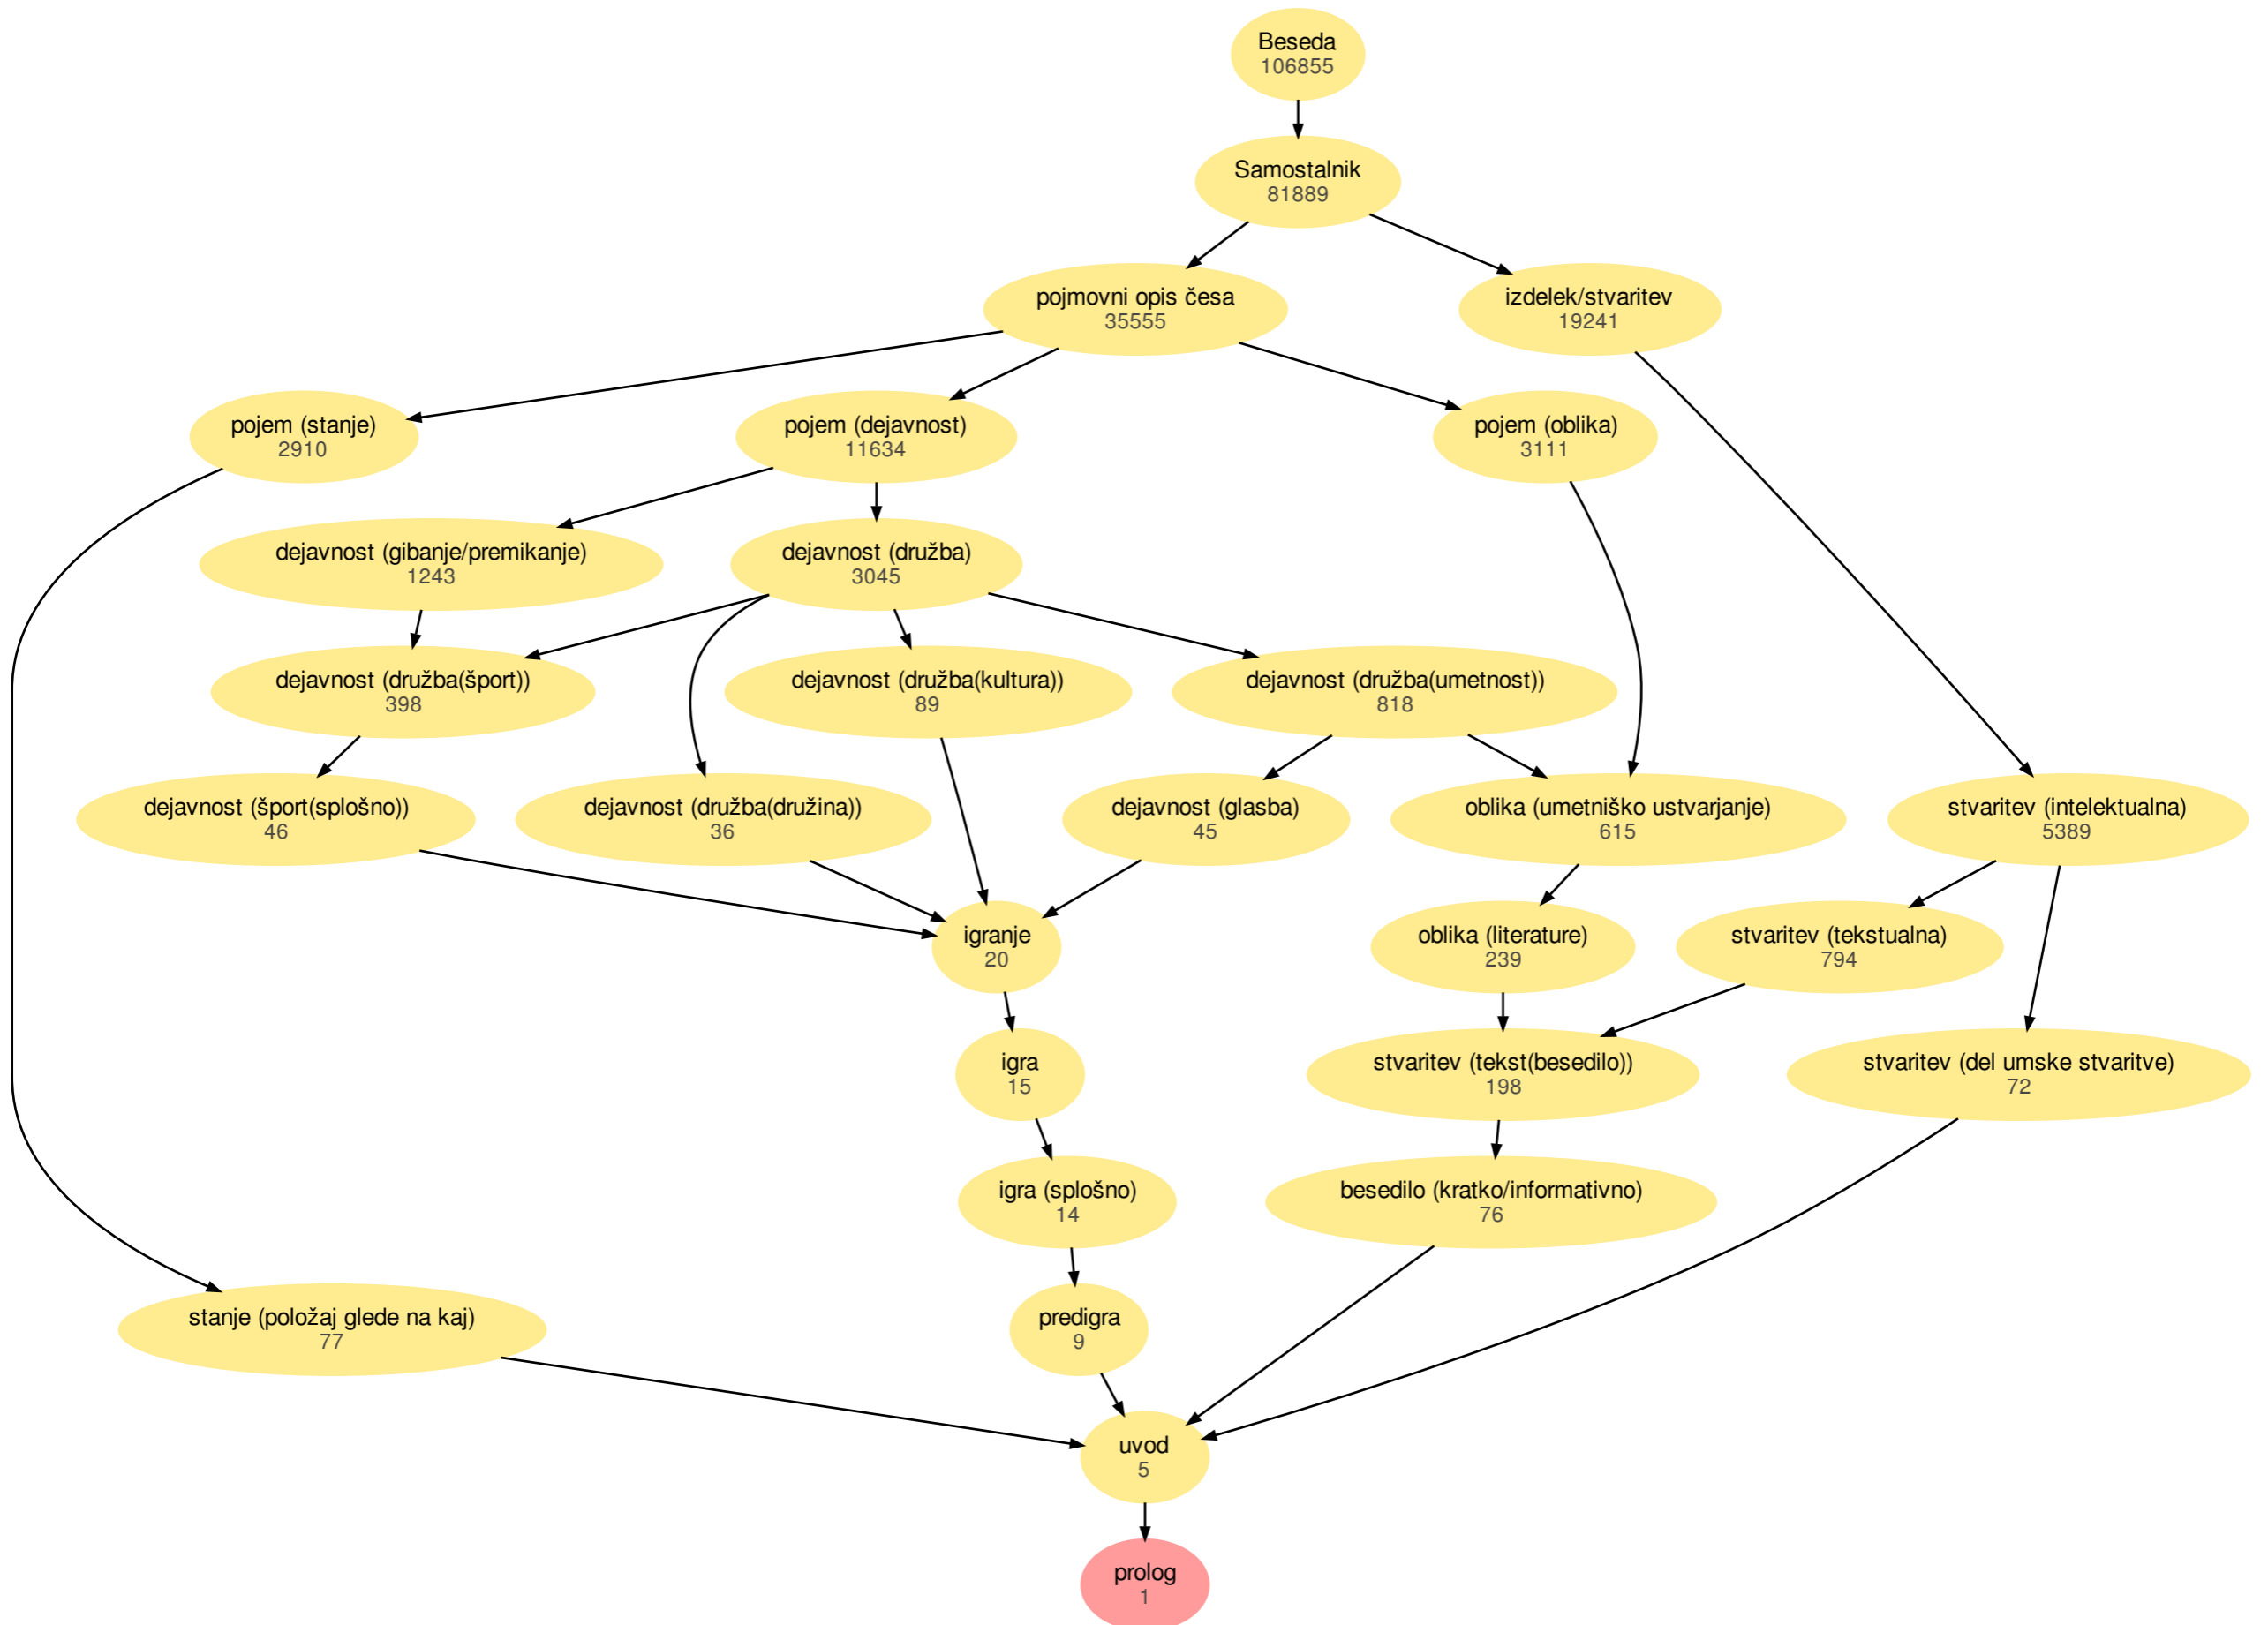 Beseda
106855
Samostalnik
81889
pojmovni opis česa
35555
izdelek/stvaritev
19241
pojem (stanje)
2910
pojem (dejavnost)
11634
pojem (oblika)
3111
dejavnost (gibanje/premikanje)
1243
dejavnost (družba)
3045
dejavnost (družba(šport))
398
dejavnost (družba(kultura))
89
dejavnost (družba(umetnost))
818
dejavnost (šport(splošno))
46
dejavnost (družba(družina))
36
dejavnost (glasba)
45
oblika (umetniško ustvarjanje)
615
stvaritev (intelektualna)
5389
igranje
20
oblika (literature)
239
stvaritev (tekstualna)
794
igra
15
stvaritev (tekst(besedilo))
198
stvaritev (del umske stvaritve)
72
igra (splošno)
14
besedilo (kratko/informativno)
76
stanje (položaj glede na kaj)
77
predigra
9
uvod
5
prolog
1